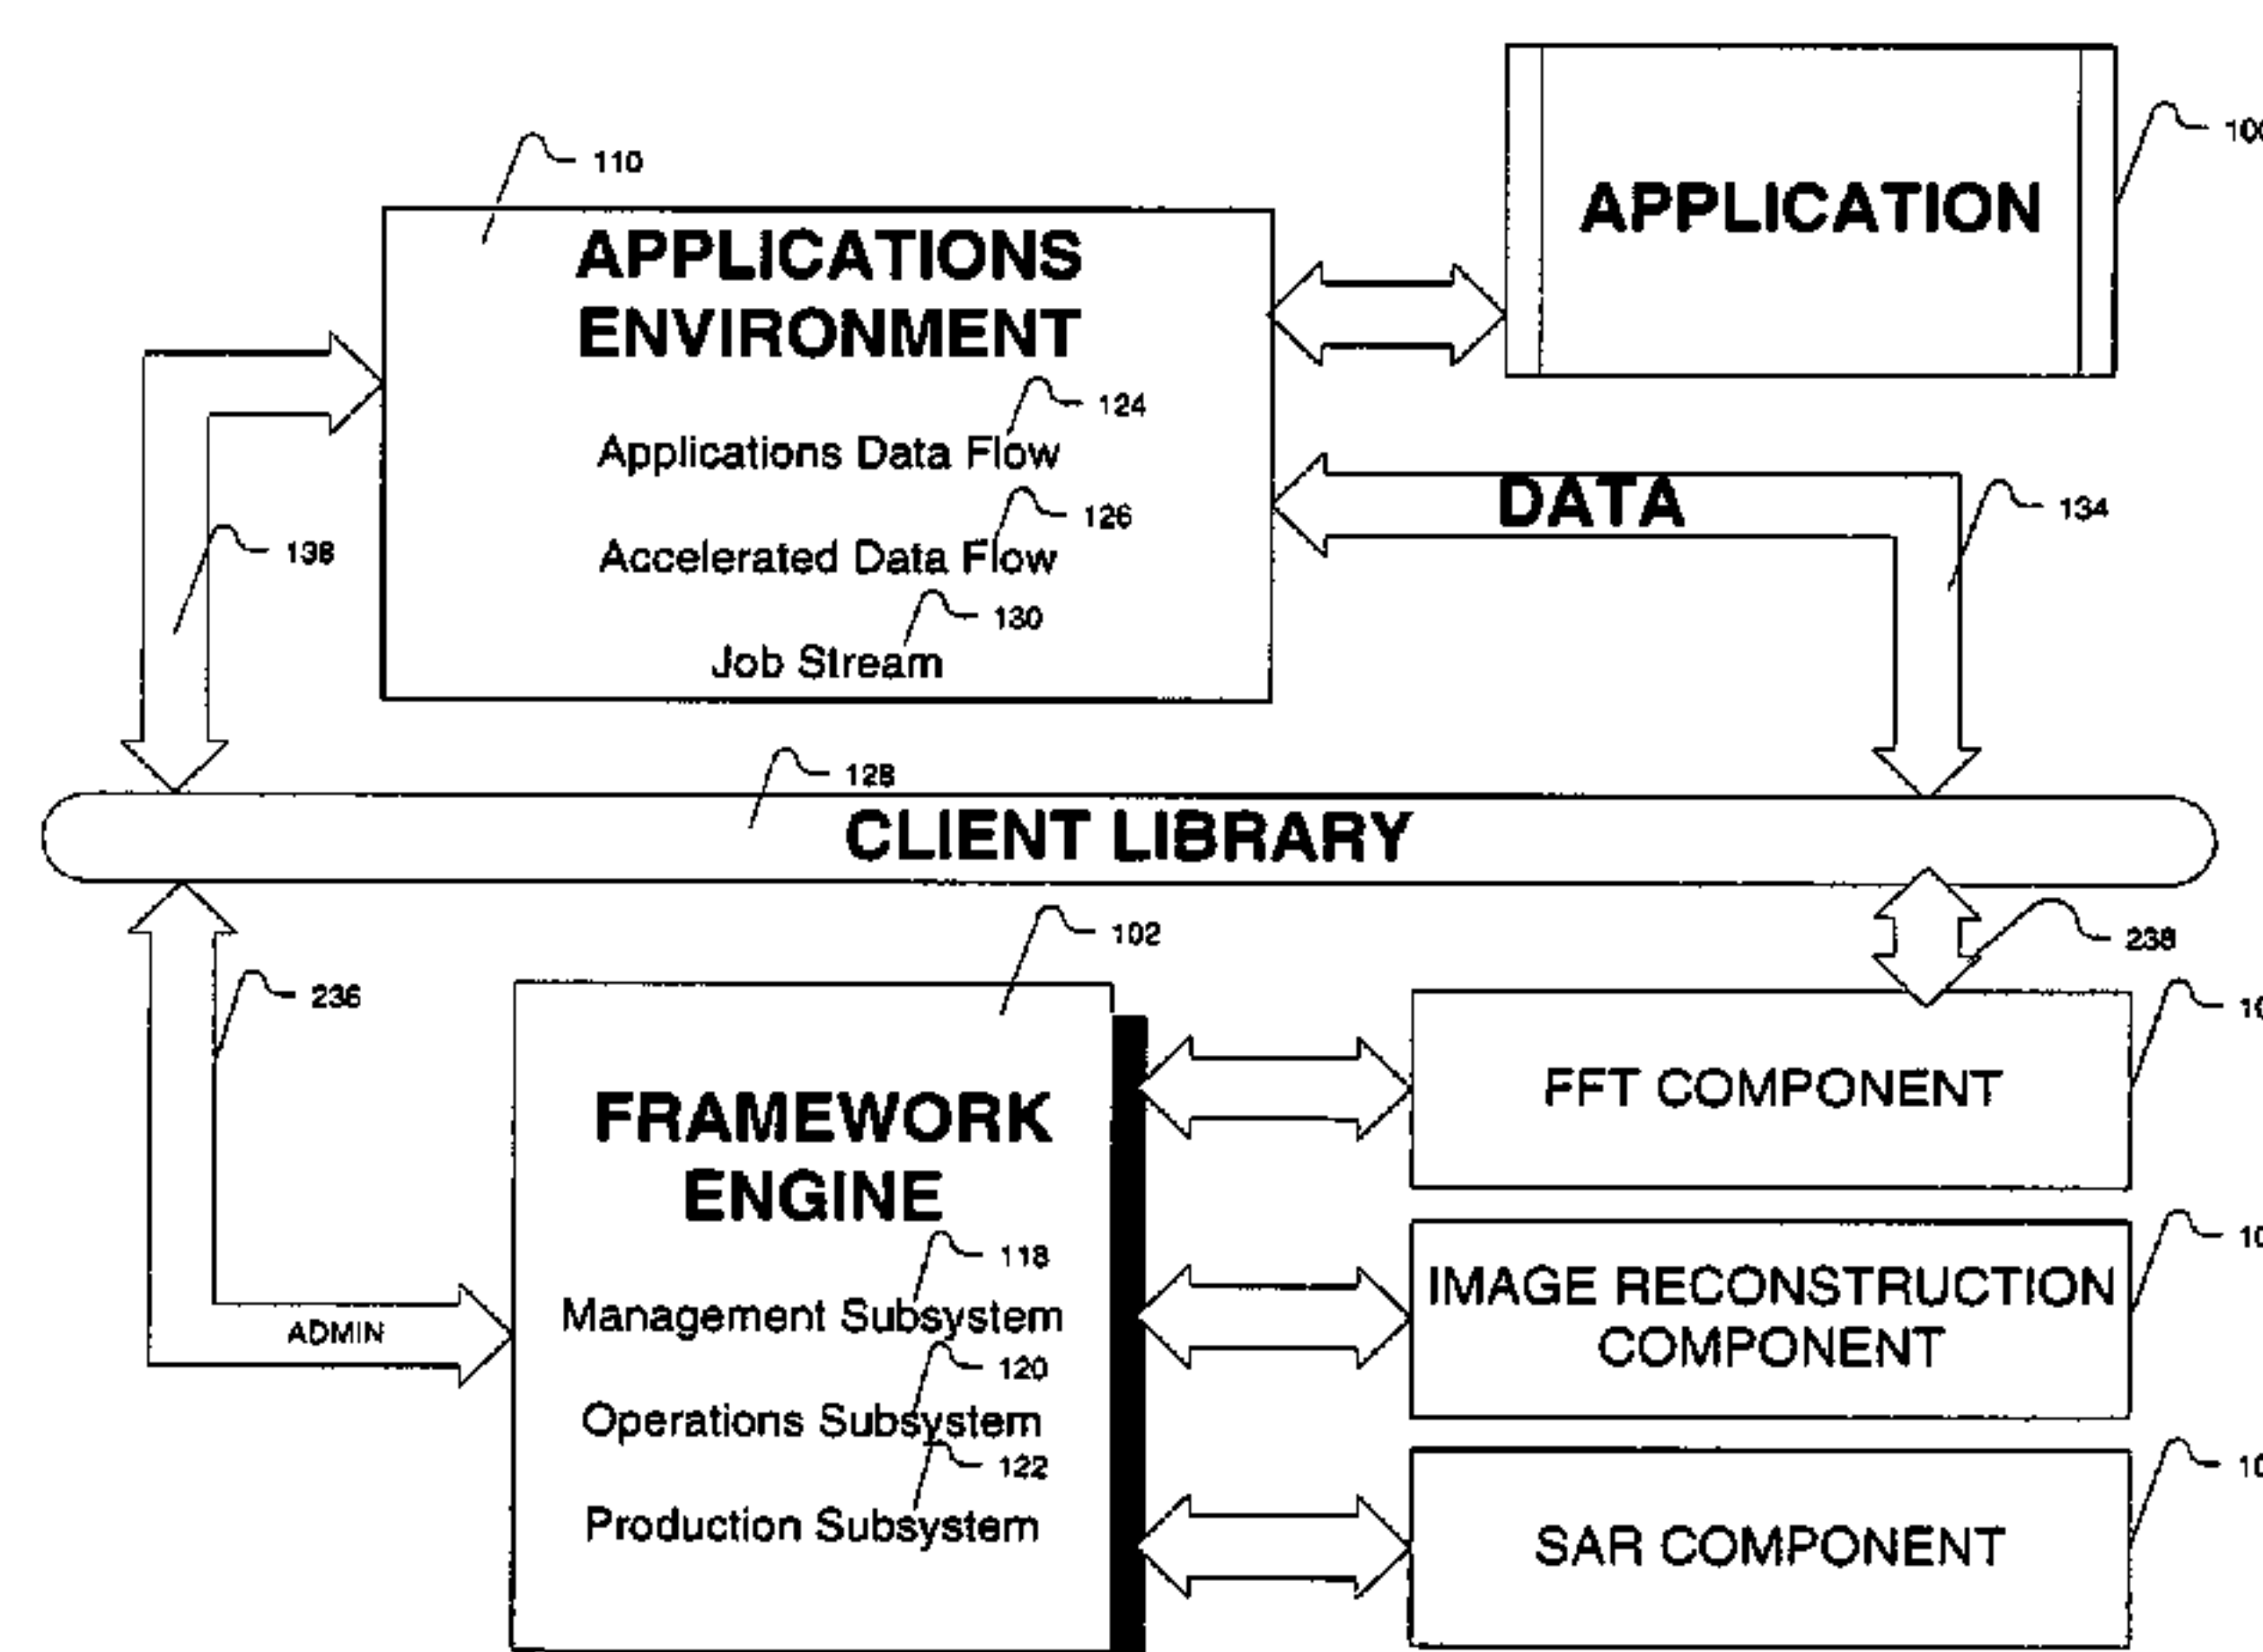 110
100
APPLICATION
APPLICATIONS
ENVIRONMENT
124
Applications Data Flow
126
Accelerated Data Flow
130
Job Stream
DATA
134
138
128
CLIENT LIBRARY
102
238
236
FRAMEWORK
ENGINE
118
Management Subsystem
120
Operations Subsystem
122
Production Subsystem
ADMIN
FFT COMPONENT
IMAGE RECONSTRUCTION
COMPONENT
SAR COMPONENT